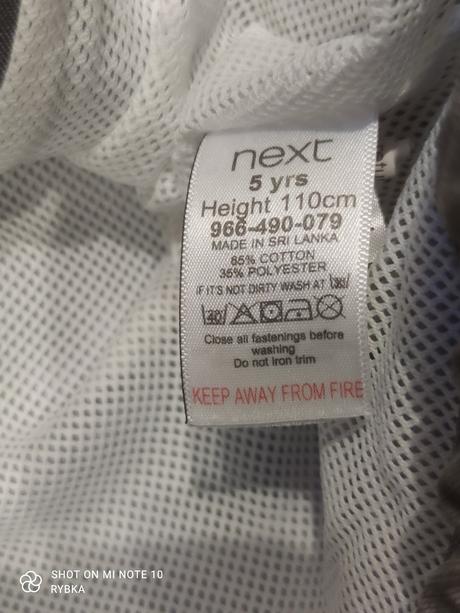 next
5 yrs
Height 110cm
966-490-079
MADE IN SRI LANKA
65% COTTON
35% POLYESTER
IF IT'S NOT DIRTY WASH AT 30
40
Close all fastenings before
washing
Do not iron trim
KEEP AWAY FROM FIRE
SHOT ON MI NOTE 10
RYBKA